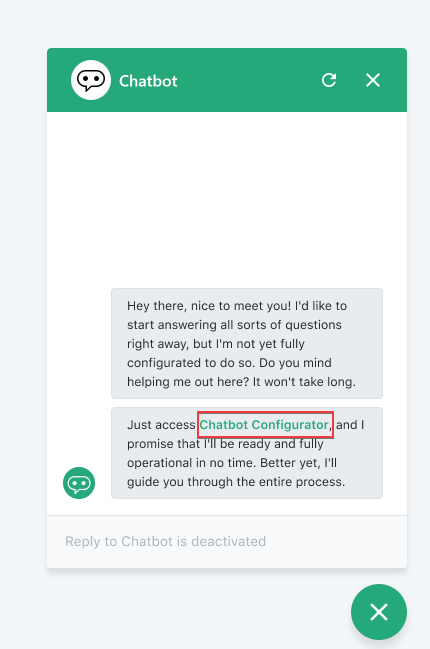 Chatbot
Hey there, nice to meet you! I'd like to
start answering all sorts of questions
right away, but I'm not yet fully
configured to do so. Do you mind
helping me out here? It won't take long.
Just access Chatbot Configurator, and I
promise that I'll be ready and fully
operational in no time. Better yet, I'll
guide you through the entire process.
Reply to Chatbot is deactivated